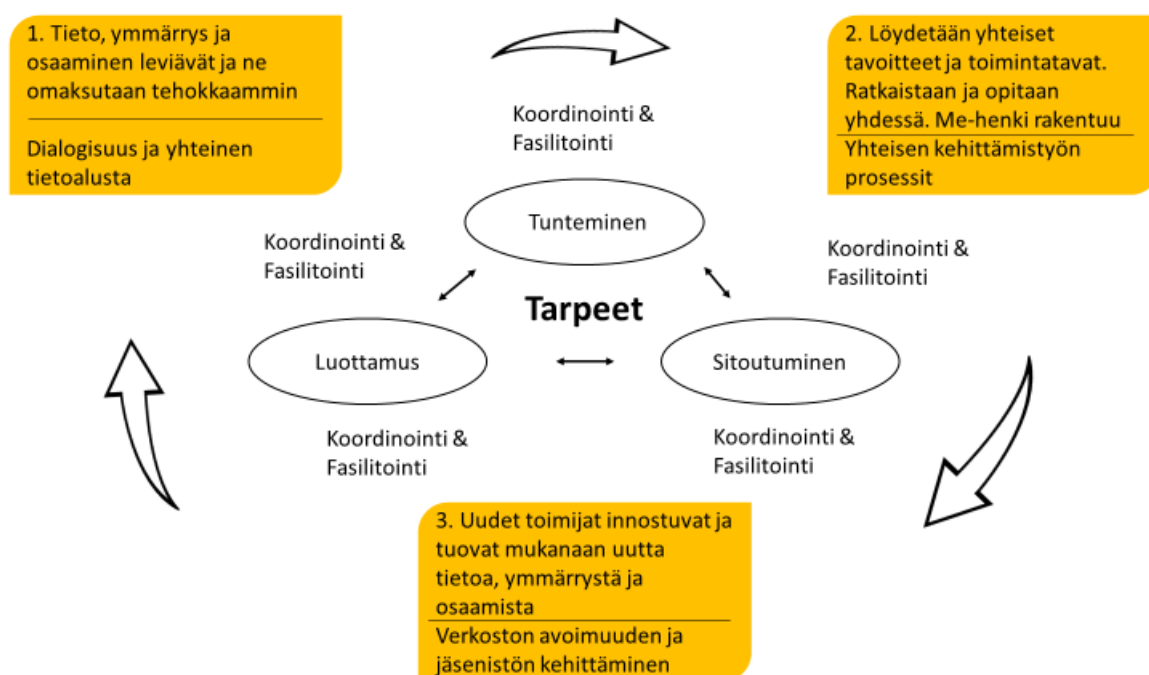 1. Tieto, ymmärrys ja
osaaminen leviävät ja ne
omaksutaan tehokkaammin
Dialogisuus ja yhteinen
tietoalusta
2. Löydetään yhteiset
tavoitteet ja toimintatavat.
Ratkaistaan ja opitaan
yhdessä. Me-henki rakentuu
Yhteisen kehittämistyön
prosessit
Koordinointi &
Fasilitointi
Tunteminen
Koordinointi &
Fasilitointi
Koordinointi &
Fasilitointi
Tarpeet
Luottamus
Sitoutuminen
Koordinointi &
Fasilitointi
Koordinointi &
Fasilitointi
3. Uudet toimijat innostuvat ja
tuovat mukanaan uutta
tietoa, ymmärrystä ja
osaamista
Verkoston avoimuuden ja
jäsenistön kehittäminen